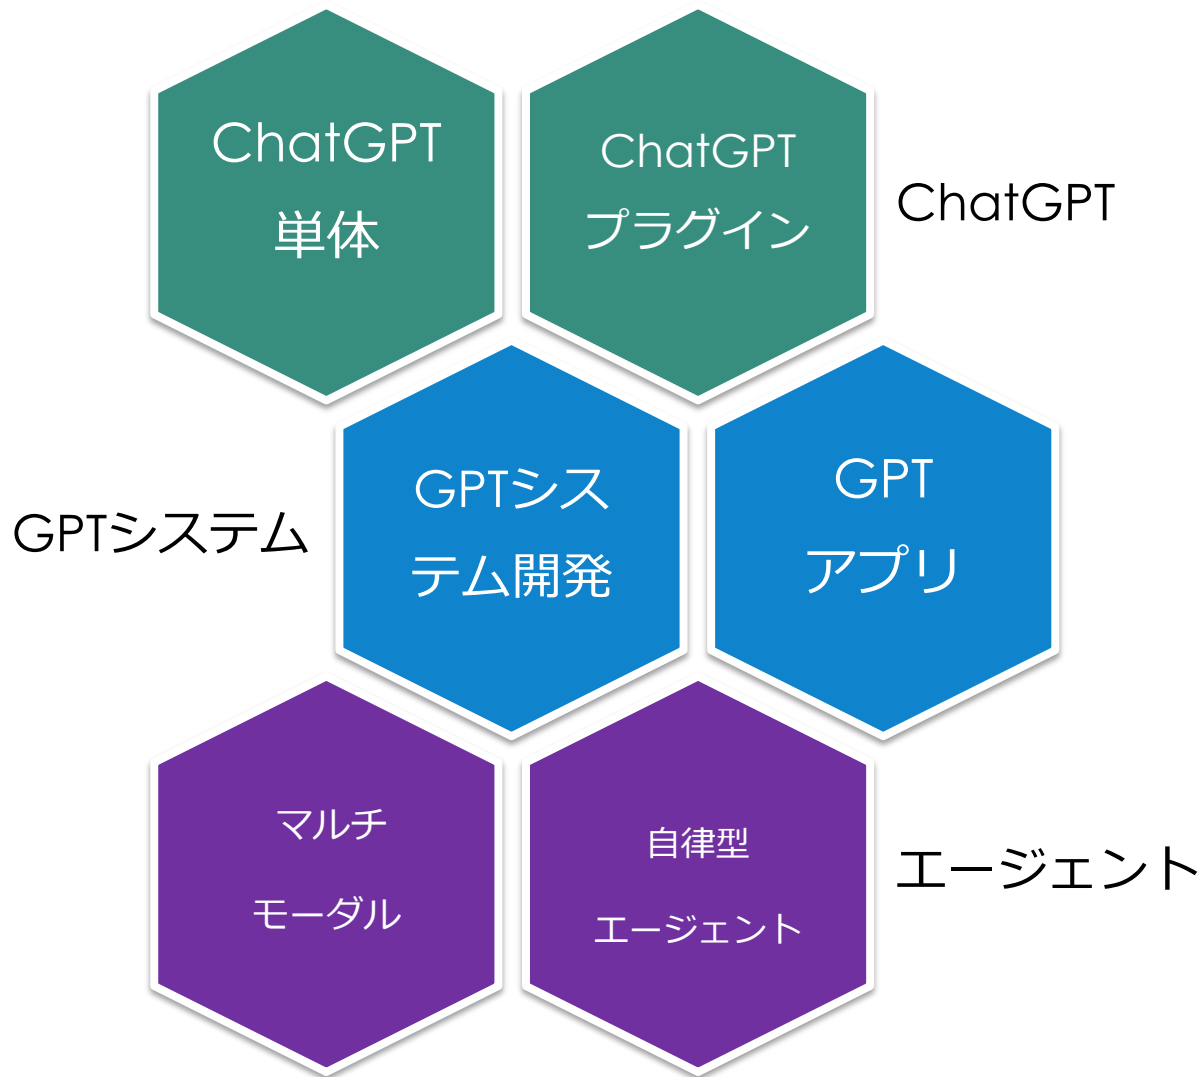 ChatGPT
単体
ChatGPT
プラグイン
ChatGPT
GPTシステム
GPTシス
テム開発
GPT
アプリ
マルチ
モーダル
自律型
エージェント
エージェント